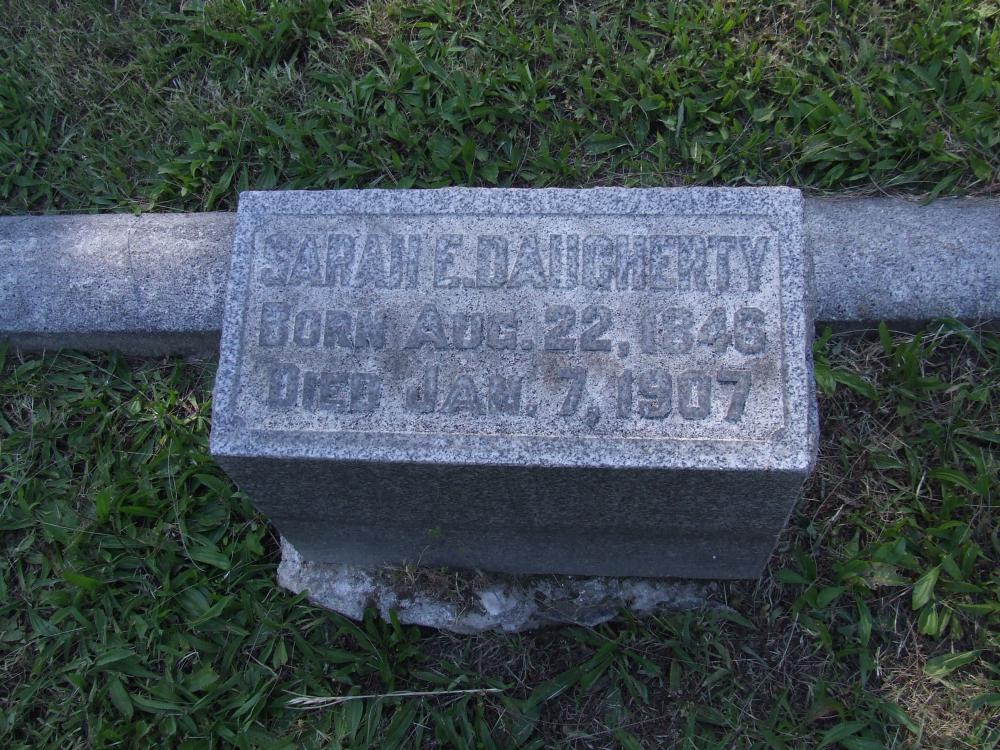 SARAH E. DAUGHERTY
BORN AUG. 22, 1846
DIED JAN. 7, 1907